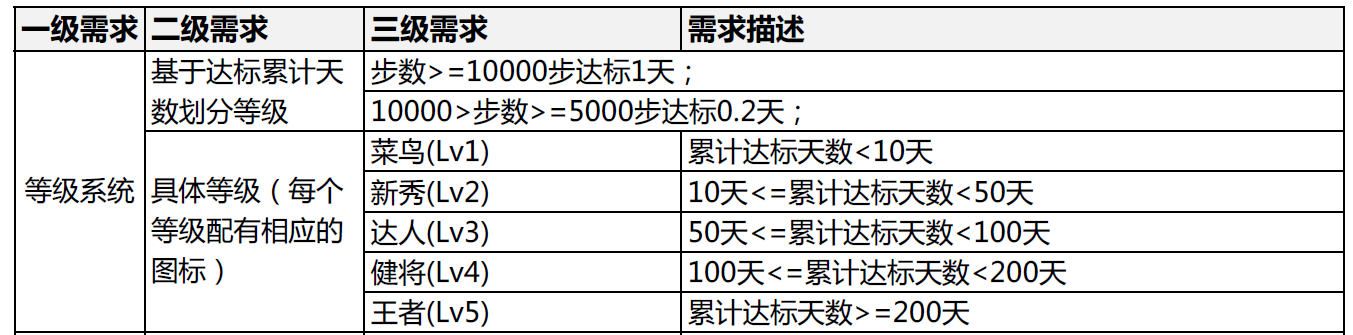 一级需求 二级需求 三级需求 需求描述
等级系统
基于达标累计天
数划分等级
步数>=10000步达标1天；
10000>步数>=5000步达标0.2天；
具体等级（每个
等级配有相应的
图标）
菜鸟(Lv1) 累计达标天数<10天
新秀(Lv2) 10天<=累计达标天数<50天
达人(Lv3) 50天<=累计达标天数<100天
健将(Lv4) 100天<=累计达标天数<200天
王者(Lv5) 累计达标天数>=200天